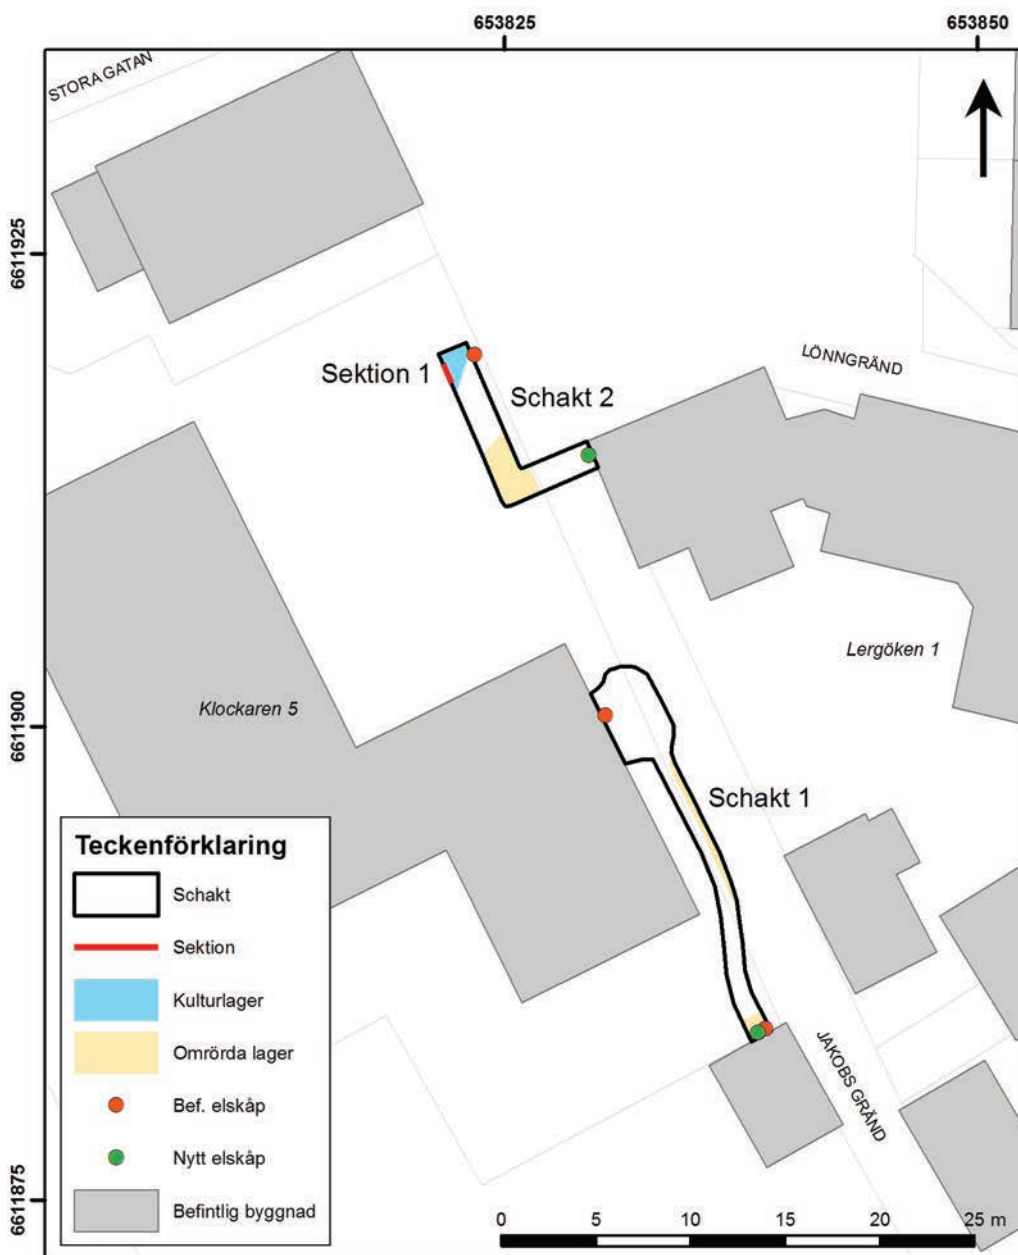 653825
653850
STORA GATAN
6611925
LÖNNGRÄND
Sektion 1
Schakt 2
Lergöken 1
Klockaren 5
6611900
Schakt 1
Teckenförklaring
Schakt
Sektion
Kulturlager
Omrörda lager
Bef. elskåp
Nytt elskåp
Befintlig byggnad
JAKOBS GRÄND
6611875
0 5 10 15 20 25 m